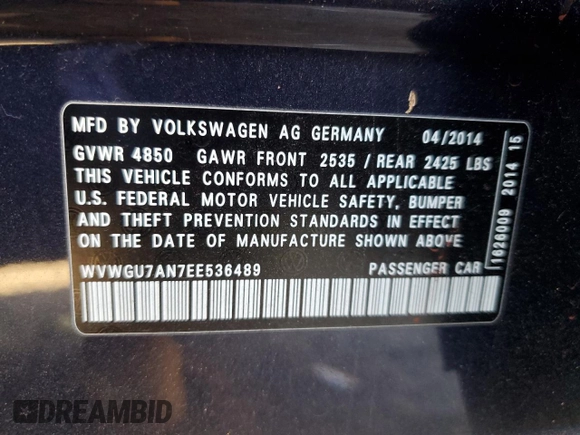 MFD BY VOLKSWAGEN AG GERMANY 04/2014
GVWR 4850 GAWR FRONT 2535 / REAR 2425 LBS
THIS VEHICLE CONFORMS TO ALL APPLICABLE
U.S. FEDERAL MOTOR VEHICLE SAFETY, BUMPER
AND THEFT PREVENTION STANDARDS IN EFFECT
ON THE DATE OF MANUFACTURE SHOWN ABOVE
WVWGU7AN7EE536489 PASSENGER CAR
1628009 2014 15
DREAMBID